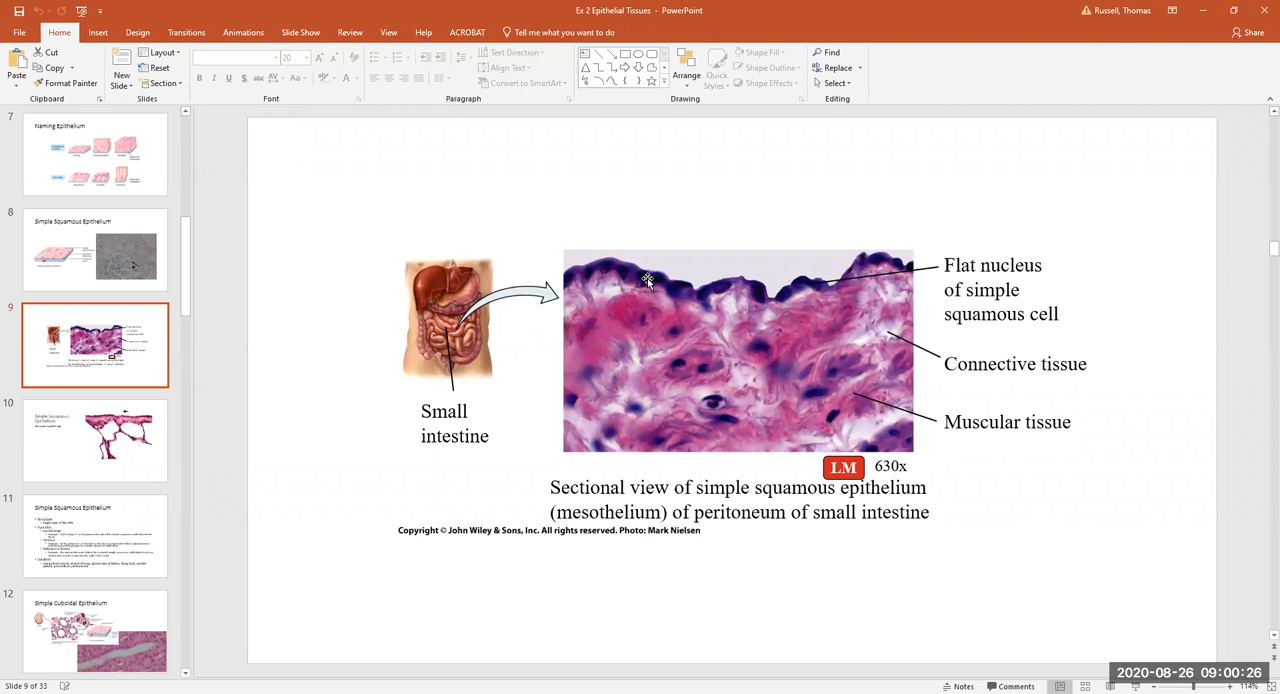 Ex 2 Epithelial Tissues - PowerPoint
Russell, Thomas
File Home Insert Design Transitions Animations Slide Show Review View Help ACROBAT Tell me what you want to do Share
Paste
Cut
Copy
Format Painter
Clipboard
New
Slide
Layout
Reset
Section
Slides
20
B I U S abc AV Aa A
Font
Text Direction
Align Text
Convert to SmartArt
Paragraph
Arrange
Quick
Styles
Shape Fill
Shape Outline
Shape Effects
Drawing
Find
Replace
Select
Editing
7
Naming Epithelium
8
Simple Squamous Epithelium
9
10
Simple Squamous
Epithelium
11
Simple Squamous Epithelium
12
Simple Cuboidal Epithelium
Small
intestine
Flat nucleus
of simple
squamous cell
Connective tissue
Muscular tissue
LM 630x
Sectional view of simple squamous epithelium
(mesothelium) of peritoneum of small intestine
Copyright © John Wiley & Sons, Inc. All rights reserved. Photo: Mark Nielsen
2020-08-26 09:00:26
Slide 9 of 33
Notes Comments 114%